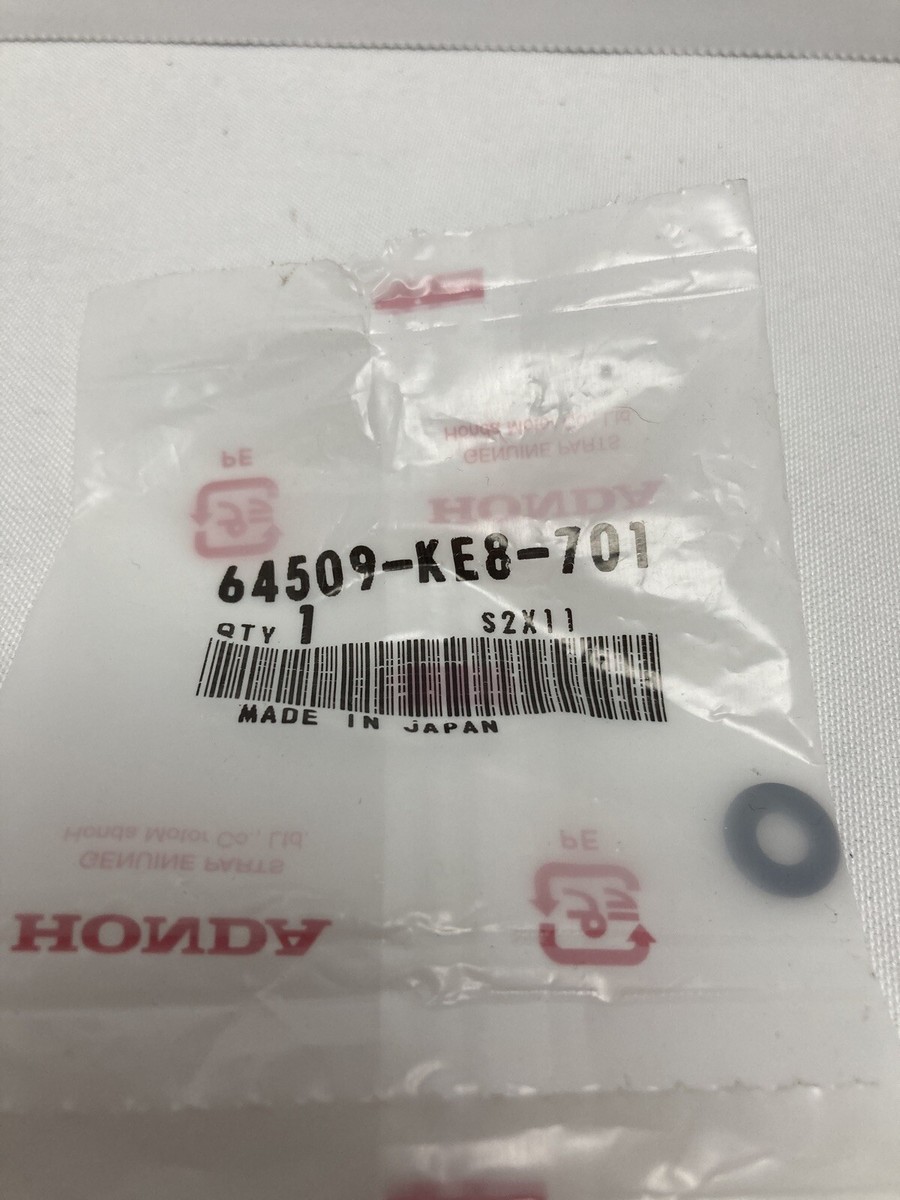 PE
Honda Motor Co., Ltd.
GENUINE PARTS
HONDA
64509-KE8-701
QTY 1
S2X11
MADE IN JAPAN
Honda Motor Co., Ltd.
GENUINE PARTS
HONDA
PE